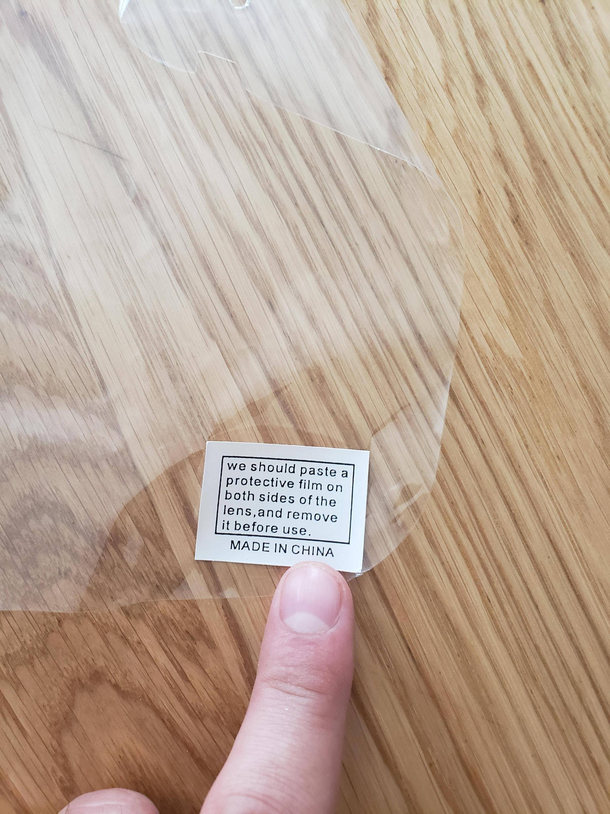 we should paste a
protective film on
both sides of the
lens,and remove
it before use.
MADE IN CHINA